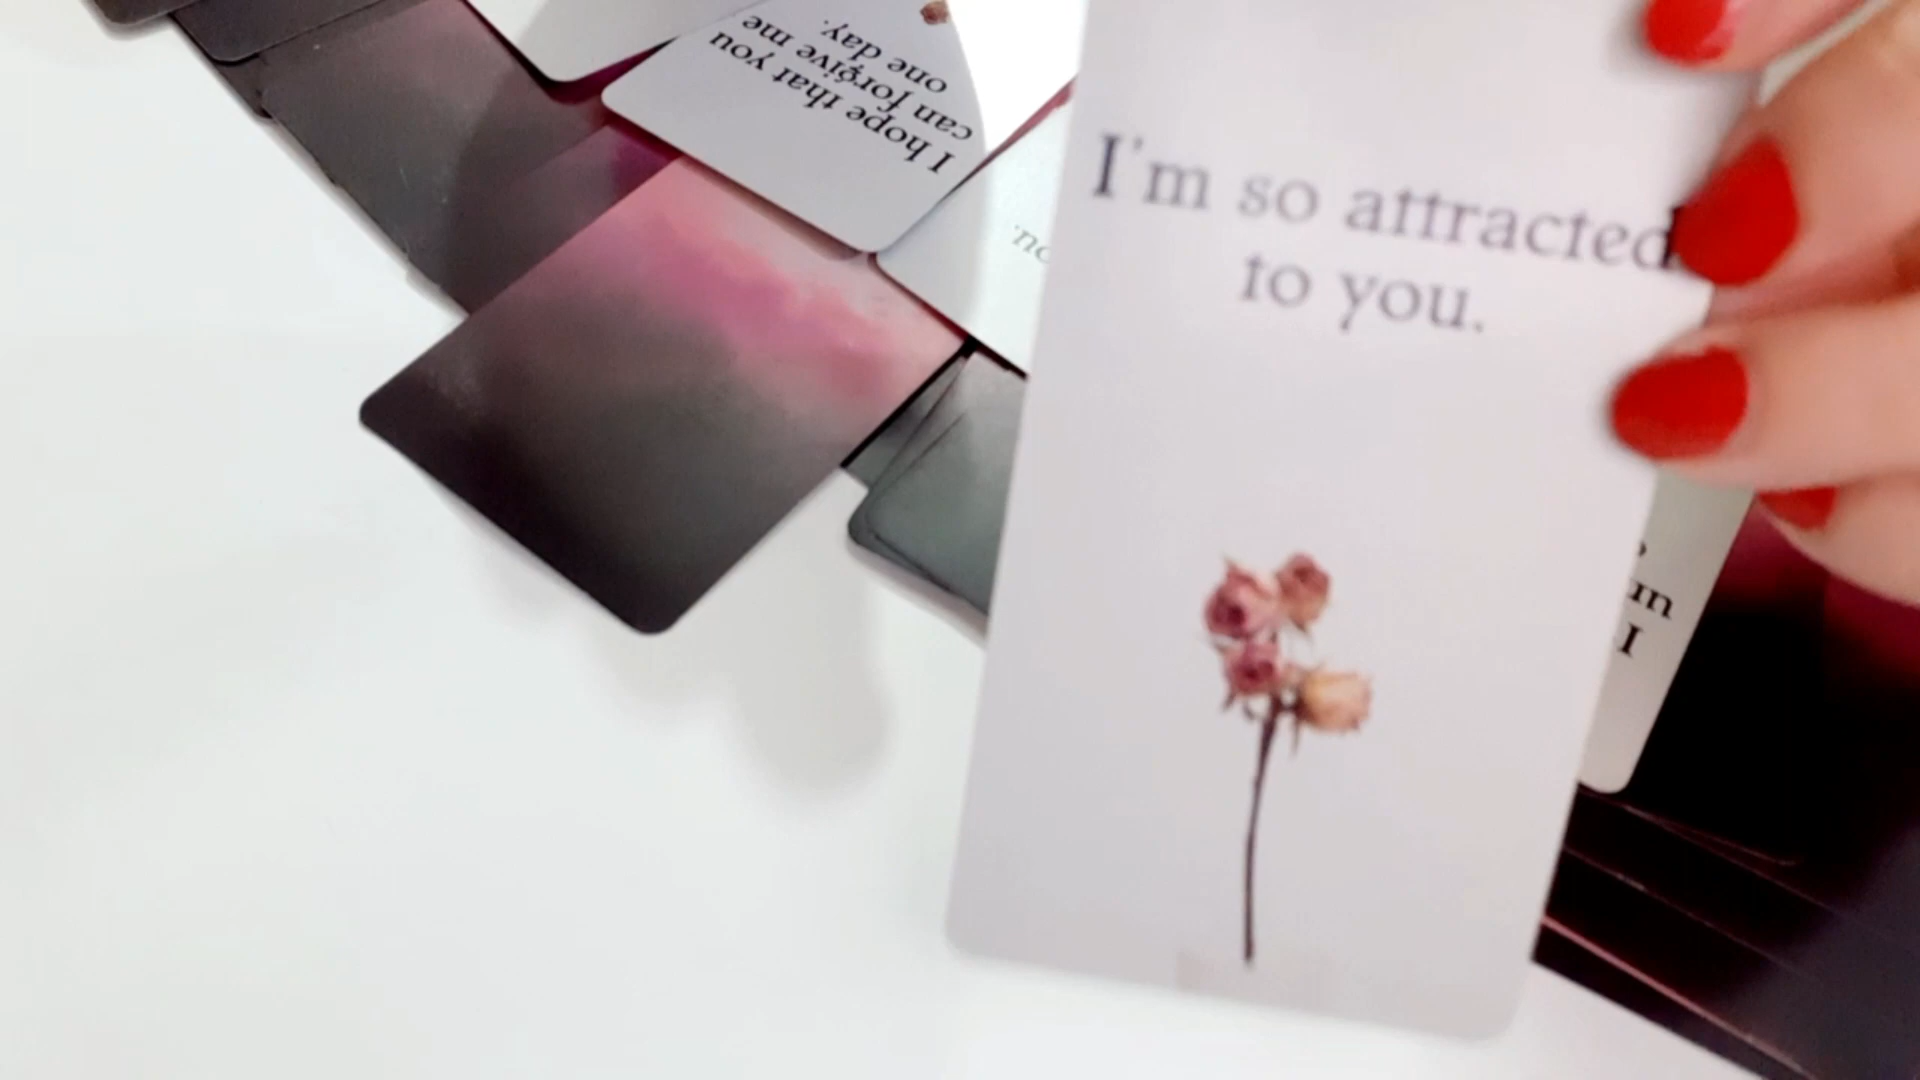 I hope that you
can forgive me
one day.
I'm so attracted
to you.
I